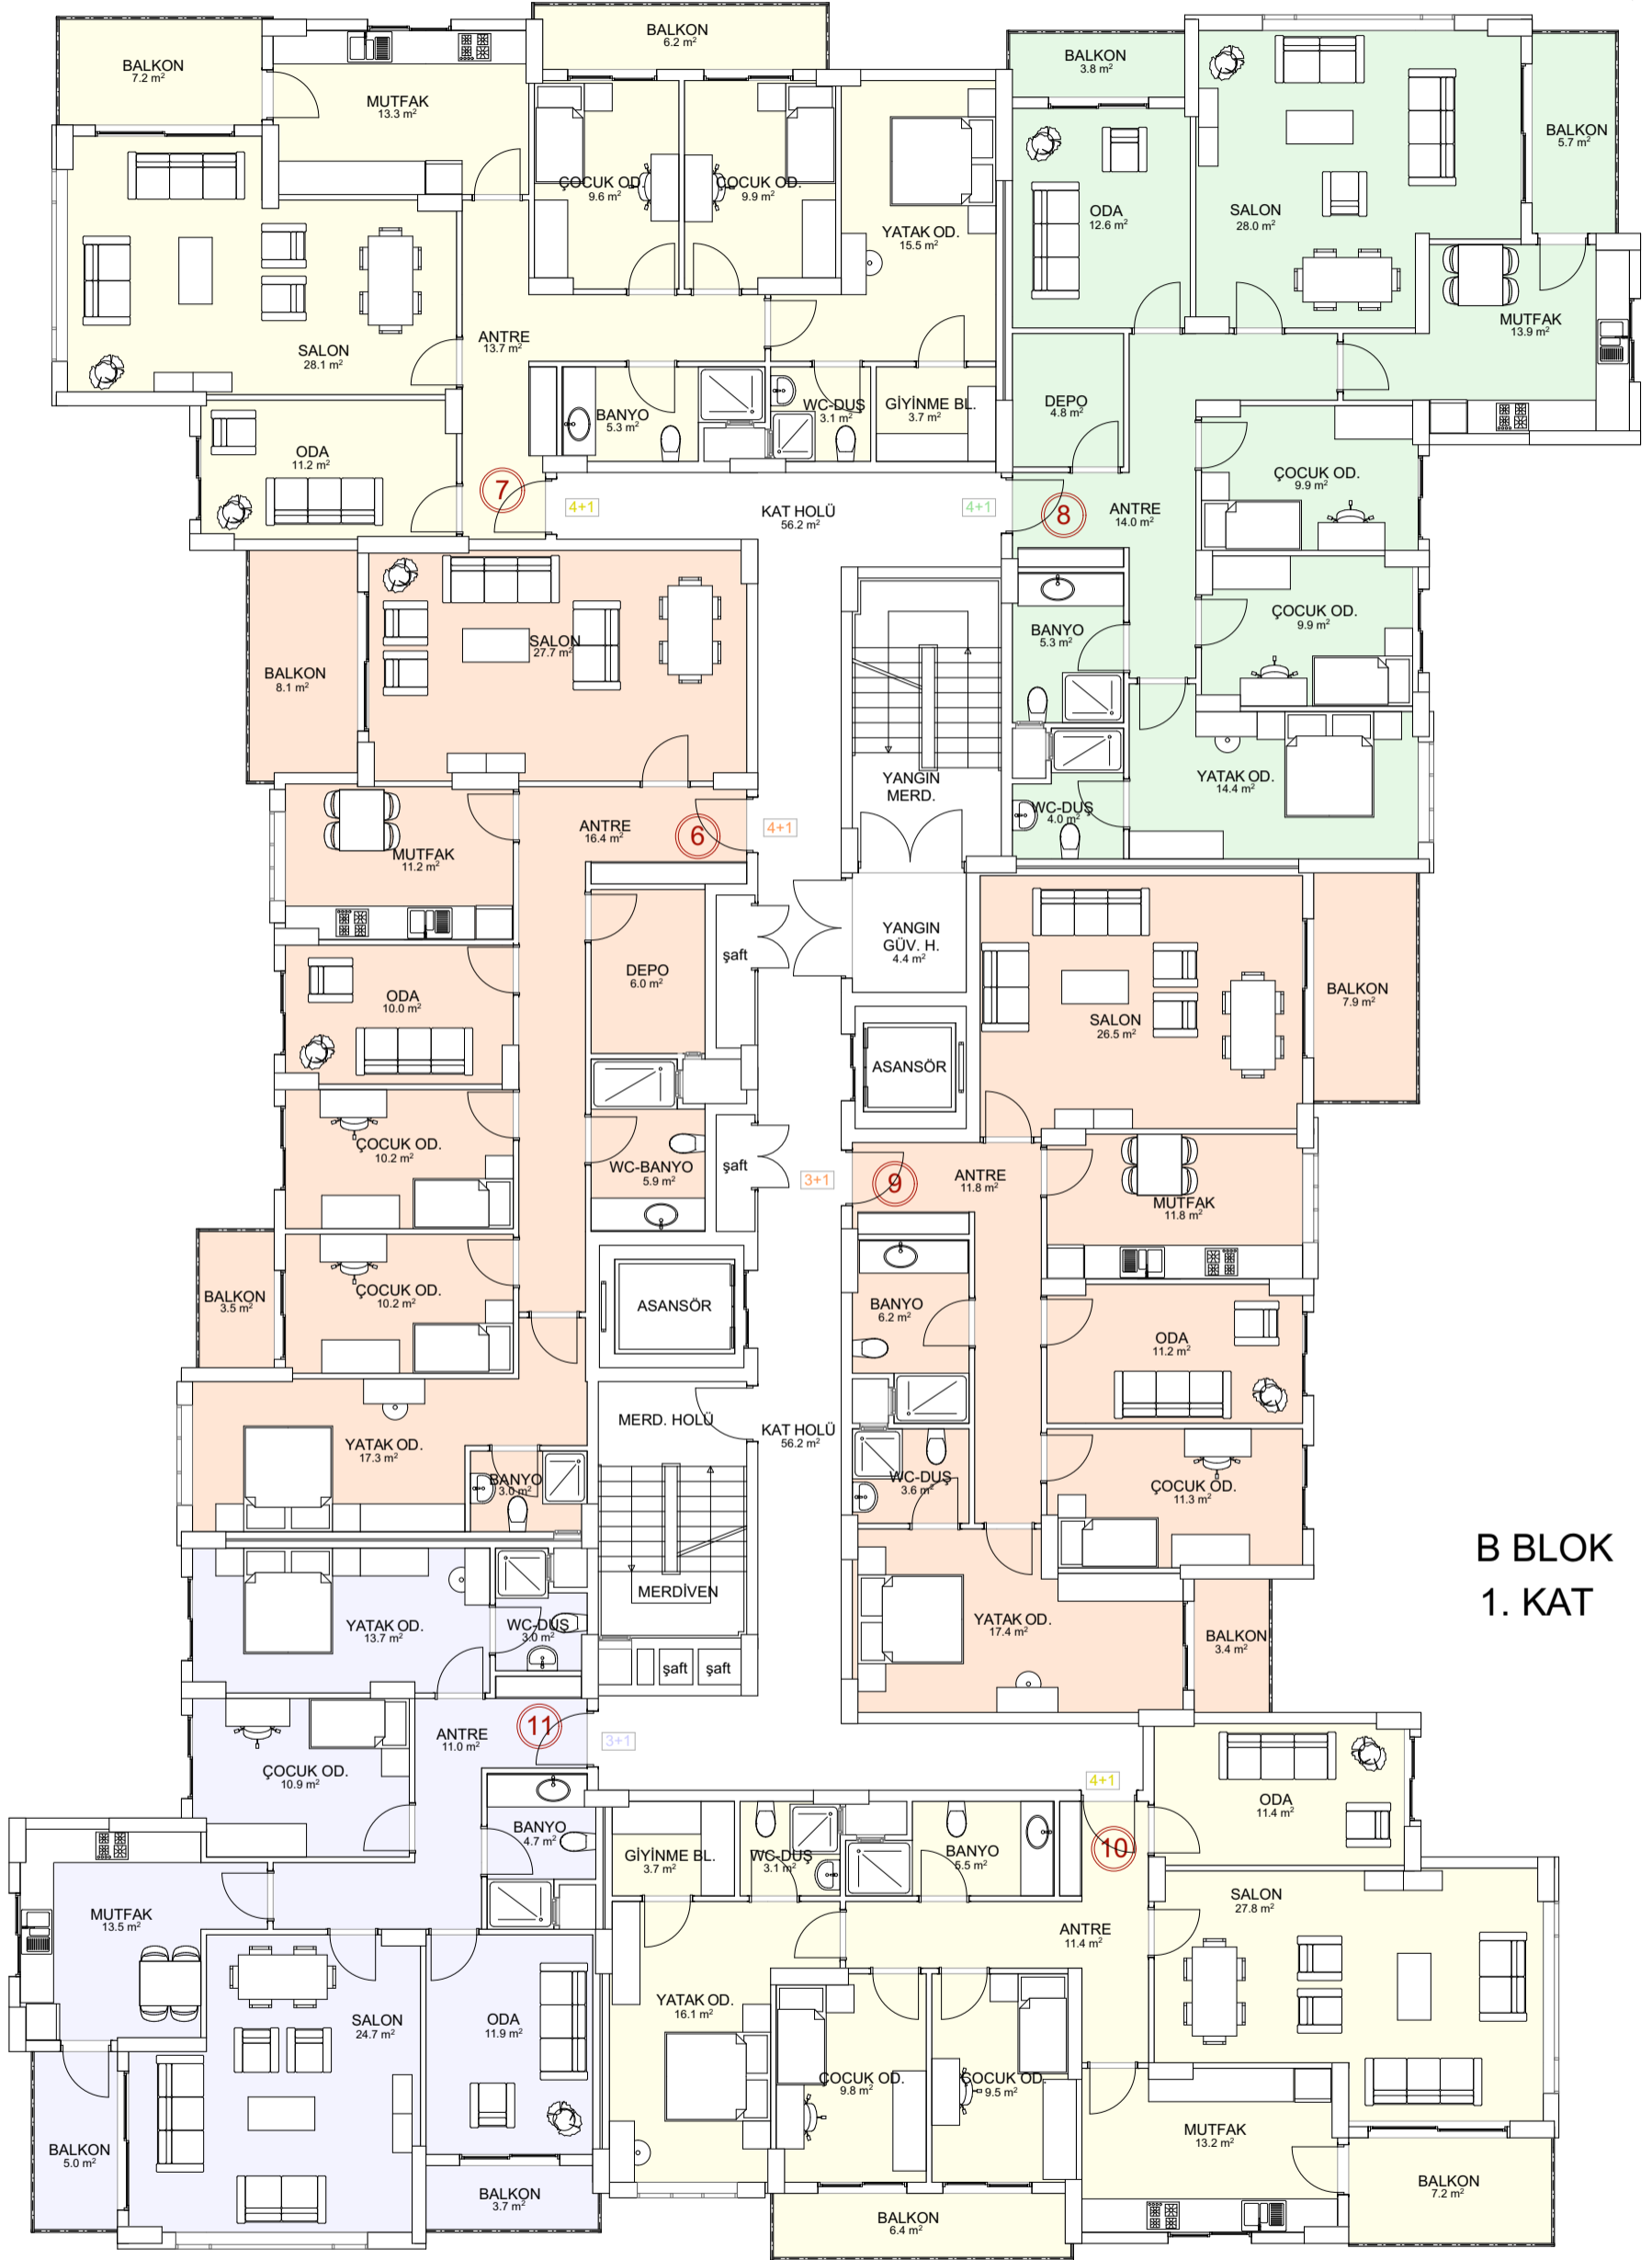 BALKON
7.2 m²
MUTFAK
13.3 m²
BALKON
6.2 m²
ÇOCUK OD.
9.6 m²
ÇOCUK OD.
9.9 m²
YATAK OD.
15.5 m²
SALON
28.1 m²
ANTRE
13.7 m²
BANYO
5.3 m²
WC-DUŞ
3.1 m²
GİYİNME BL.
3.7 m²
ODA
11.2 m²
7
4+1
KAT HOLÜ
56.2 m²
BALKON
3.8 m²
BALKON
5.7 m²
ODA
12.6 m²
SALON
28.0 m²
MUTFAK
13.9 m²
DEPO
4.8 m²
4+1
8
ANTRE
14.0 m²
ÇOCUK OD.
9.9 m²
ÇOCUK OD.
9.9 m²
BANYO
5.3 m²
WC-DUŞ
4.0 m²
YATAK OD.
14.4 m²
BALKON
8.1 m²
SALON
27.7 m²
MUTFAK
11.2 m²
ANTRE
16.4 m²
6
4+1
YANGIN
MERD.
YANGIN
GÜV. H.
4.4 m²
ODA
10.0 m²
DEPO
6.0 m²
şaft
ASANSÖR
ÇOCUK OD.
10.2 m²
WC-BANYO
5.9 m²
şaft
BALKON
3.5 m²
ÇOCUK OD.
10.2 m²
ASANSÖR
YATAK OD.
17.3 m²
BANYO
3.0 m²
MERD. HOLÜ
KAT HOLÜ
56.2 m²
MERDİVEN
şaft
şaft
SALON
26.5 m²
BALKON
7.9 m²
3+1
9
ANTRE
11.8 m²
MUTFAK
11.8 m²
BANYO
6.2 m²
ODA
11.2 m²
WC-DUŞ
3.6 m²
ÇOCUK OD.
11.3 m²
YATAK OD.
17.4 m²
BALKON
3.4 m²
B BLOK
1. KAT
YATAK OD.
13.7 m²
WC-DUŞ
3.0 m²
ANTRE
11.0 m²
11
3+1
ÇOCUK OD.
10.9 m²
BANYO
4.7 m²
MUTFAK
13.5 m²
SALON
24.7 m²
ODA
11.9 m²
BALKON
5.0 m²
BALKON
3.7 m²
4+1
10
ODA
11.4 m²
GİYİNME BL.
3.7 m²
WC-DUŞ
3.1 m²
BANYO
5.5 m²
SALON
27.8 m²
ANTRE
11.4 m²
YATAK OD.
16.1 m²
ÇOCUK OD.
9.8 m²
ÇOCUK OD.
9.5 m²
MUTFAK
13.2 m²
BALKON
7.2 m²
BALKON
6.4 m²